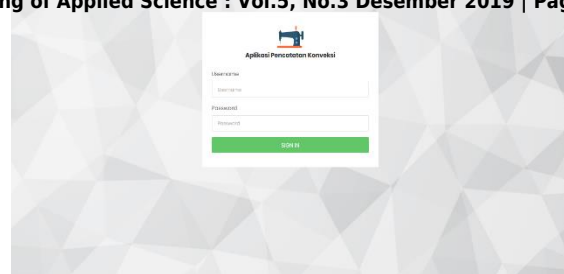 ng of Applied Science : Vol.5, No.3 Desember 2019 | Pag
Aplikasi Pencatatan Konveksi
Username
Username
Password
Password
SIGN IN